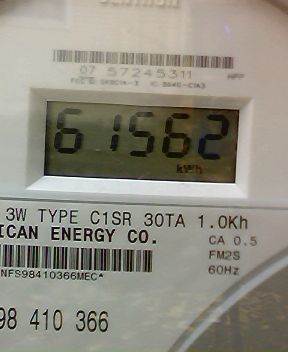 07 57245311
61562
kWh
3W TYPE C1SR 30TA 1.0Kh
ICAN ENERGY CO.
CA 0.5
FM2S
NFS98410366MEC*
60Hz
98 410 366